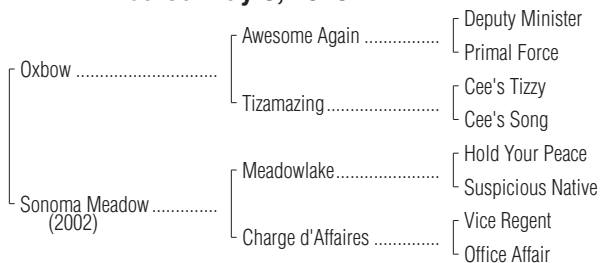 Deputy Minister
Awesome Again ...............
Primal Force
Oxbow ............................
Cee's Tizzy
Tizamazing.......................
Cee's Song
Hold Your Peace
Meadowlake.....................
Suspicious Native
Sonoma Meadow .............
(2002)
Vice Regent
Charge d'Affaires .............
Office Affair